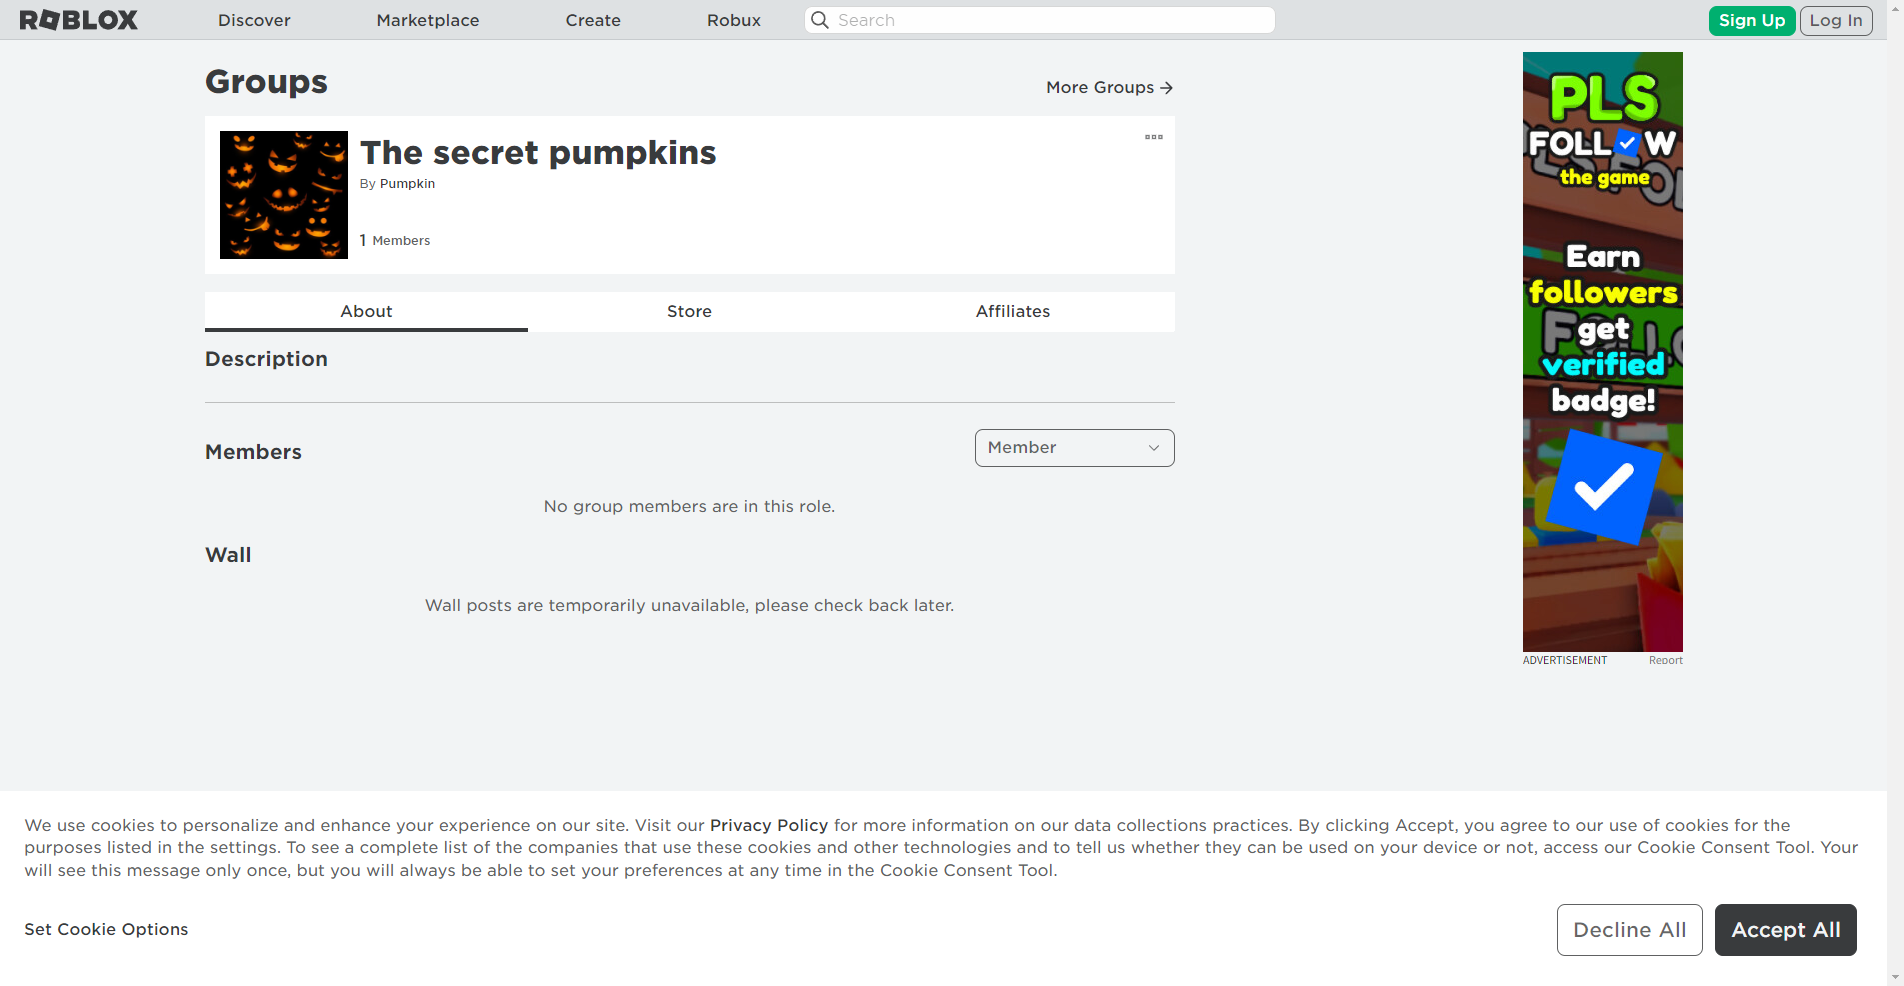 ROBLOX
Discover
Marketplace
Create
Robux
Search
Sign Up
Log In
Groups
More Groups
The secret pumpkins
By Pumpkin
1 Members
About
Store
Affiliates
Description
Members
Member
No group members are in this role.
Wall
Wall posts are temporarily unavailable, please check back later.
PLS
FOLLOW
the game
Earn
followers
get
verified
badge!
ADVERTISEMENT
Report
We use cookies to personalize and enhance your experience on our site. Visit our Privacy Policy for more information on our data collections practices. By clicking Accept, you agree to our use of cookies for the
purposes listed in the settings. To see a complete list of the companies that use these cookies and other technologies and to tell us whether they can be used on your device or not, access our Cookie Consent Tool. Your
will see this message only once, but you will always be able to set your preferences at any time in the Cookie Consent Tool.
Set Cookie Options
Decline All
Accept All